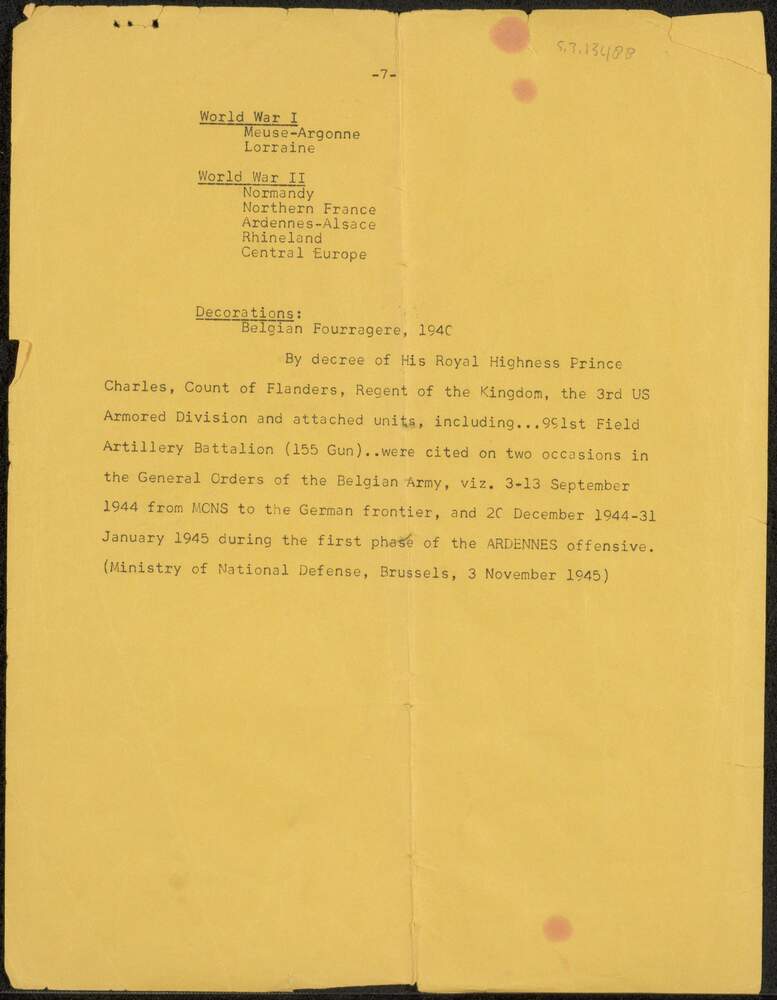 S.7.13488
-7-
World War I
Meuse-Argonne
Lorraine
World War II
Normandy
Northern France
Ardennes-Alsace
Rhineland
Central Europe
Decorations:
Belgian Fourragere, 1940
By decree of His Royal Highness Prince
Charles, Count of Flanders, Regent of the Kingdom, the 3rd US
Armored Division and attached units, including...991st Field
Artillery Battalion (155 Gun)..were cited on two occasions in
the General Orders of the Belgian Army, viz. 3-13 September
1944 from MONS to the German frontier, and 20 December 1944-31
January 1945 during the first phase of the ARDENNES offensive.
(Ministry of National Defense, Brussels, 3 November 1945)